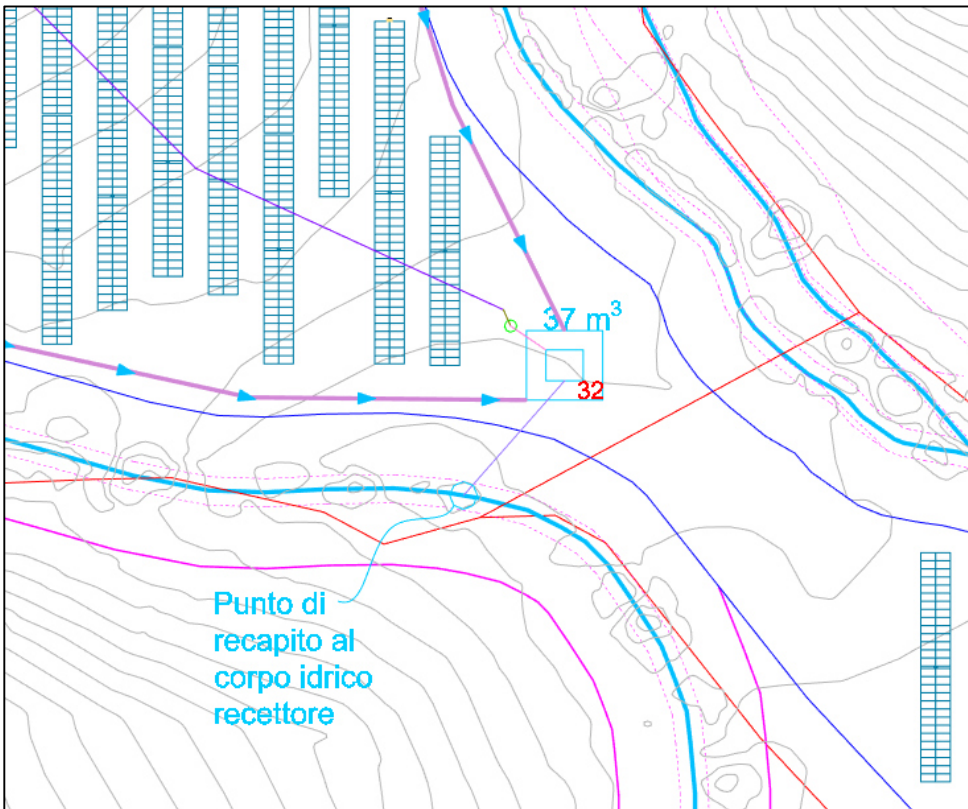 37 m³
32
Punto di
recapito al
corpo idrico
recettore